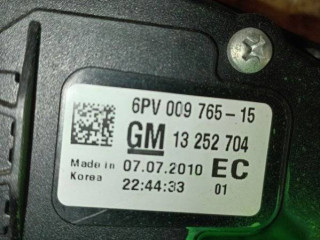 6PV 009 765-15
GM 13 252 704
Made in 07.07.2010 EC
Korea 22:44:33 01